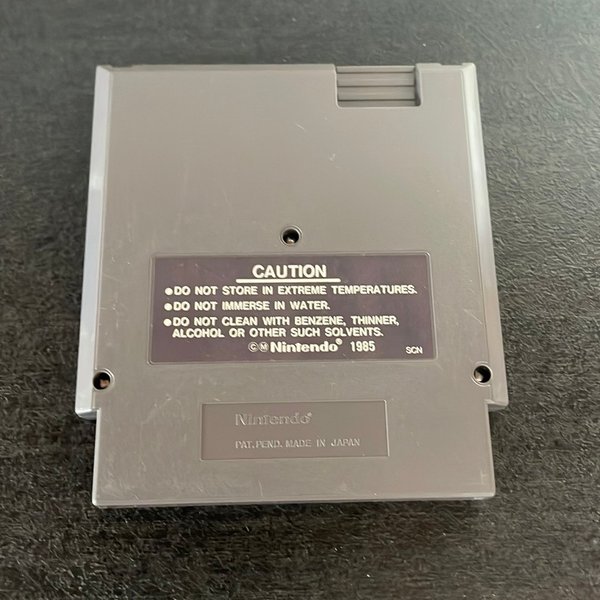 CAUTION
●DO NOT STORE IN EXTREME TEMPERATURES.
●DO NOT IMMERSE IN WATER.
●DO NOT CLEAN WITH BENZENE, THINNER,
ALCOHOL OR OTHER SUCH SOLVENTS.
©Ⓜ Nintendo® 1985
SCN
Nintendo®
PAT. PEND. MADE IN JAPAN